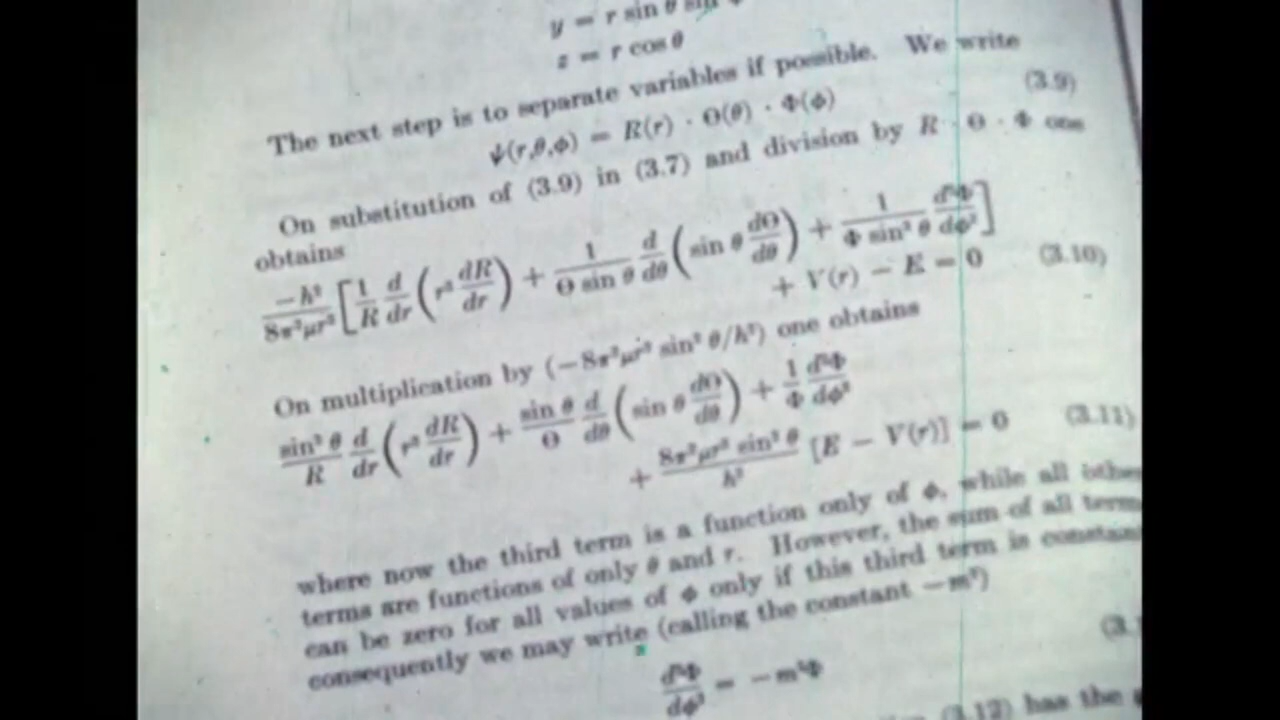 y = r sin θ sin
z = r cos θ
The next step is to separate variables if possible. We write
ψ(r,θ,φ) = R(r) · Θ(θ) · Φ(φ) (3.9)
On substitution of (3.9) in (3.7) and division by R · Θ · Φ one
obtains
−h²/8π²μr² [1/R d/dr (r² dR/dr) + 1/(Θ sin θ) d/dθ (sin θ dΘ/dθ) + 1/(Φ sin² θ) d²Φ/dφ²]
+ V(r) − E = 0 (3.10)
On multiplication by (−8π²μr² sin² θ/h²) one obtains
sin² θ/R d/dr (r² dR/dr) + sin θ/Θ d/dθ (sin θ dΘ/dθ) + 1/Φ d²Φ/dφ²
+ 8π²μr² sin² θ/h² [E − V(r)] = 0 (3.11)
where now the third term is a function only of φ, while all other
terms are functions of only θ and r. However, the sum of all terms
can be zero for all values of φ only if this third term is constant
consequently we may write (calling the constant −m²)
d²Φ/dφ² = −m²Φ (3.
(3.12) has the